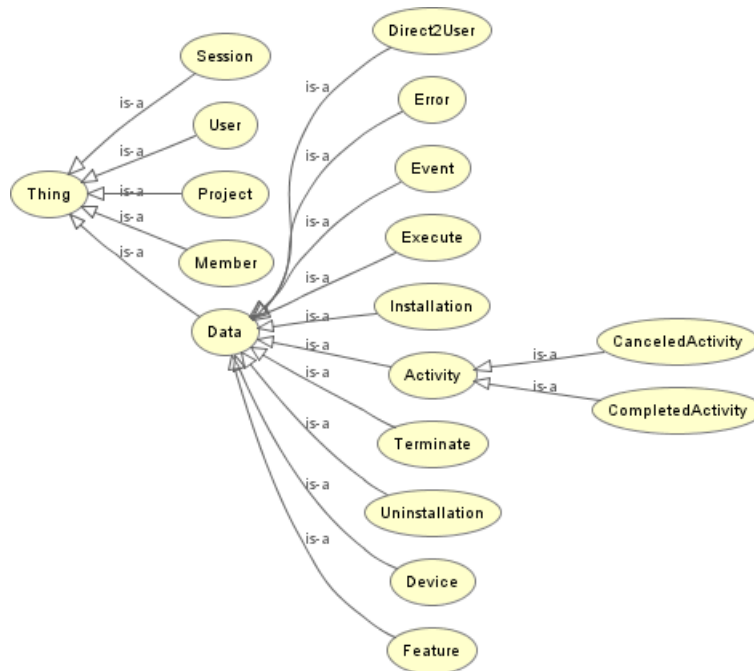 Direct2User
Session
is-a
is-a
Error
User
is-a
is-a
Event
Thing
is-a
Project
is-a
is-a
Execute
Member
is-a
is-a
Installation
Data
is-a
is-a
CanceledActivity
is-a
Activity
is-a
CompletedActivity
is-a
Terminate
is-a
Uninstallation
is-a
Device
is-a
Feature